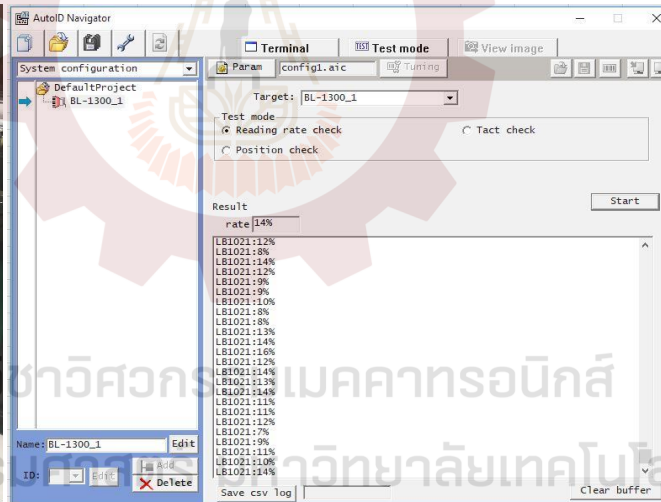 AutoID Navigator
Terminal
TEST Test mode
View image
System configuration
Param
config1.aic
Tuning
DefaultProject
BL-1300_1
Target: BL-1300_1
Test mode
Reading rate check
Tact check
Position check
Start
Result
rate 14%
LB1021:12%
LB1021:8%
LB1021:14%
LB1021:12%
LB1021:9%
LB1021:9%
LB1021:10%
LB1021:8%
LB1021:8%
LB1021:13%
LB1021:14%
LB1021:16%
LB1021:12%
LB1021:14%
LB1021:13%
LB1021:14%
LB1021:11%
LB1021:11%
LB1021:12%
LB1021:7%
LB1021:9%
LB1021:11%
LB1021:10%
LB1021:14%
Name: BL-1300_1 Edit
ID: Edit Add
Delete
Save csv log
Clear buffer